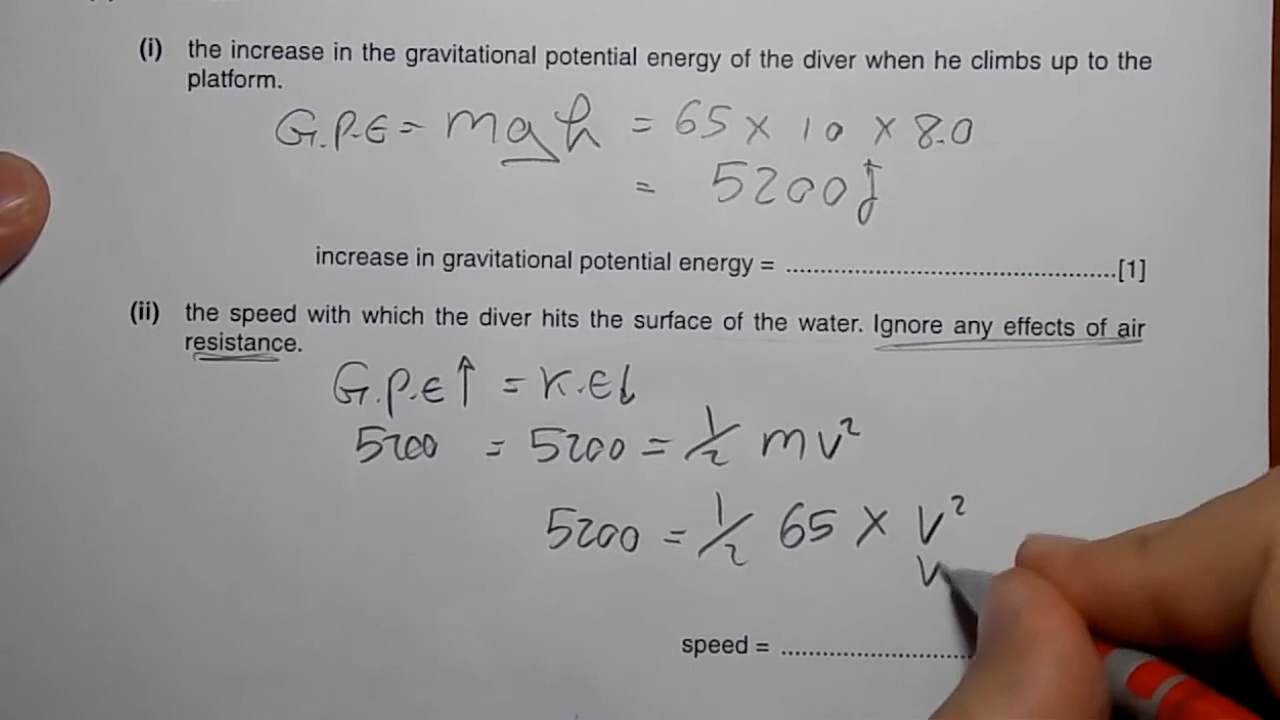 (i) the increase in the gravitational potential energy of the diver when he climbs up to the
platform.
G.P.E = mgh = 65 x 10 x 8.0
= 5200J
increase in gravitational potential energy = ................................................[1]
(ii) the speed with which the diver hits the surface of the water. Ignore any effects of air
resistance.
G.P.E↑ = K.E↓
5200 = 5200 = 1/2 mv²
5200 = 1/2 65 x v²
v
speed = ............................